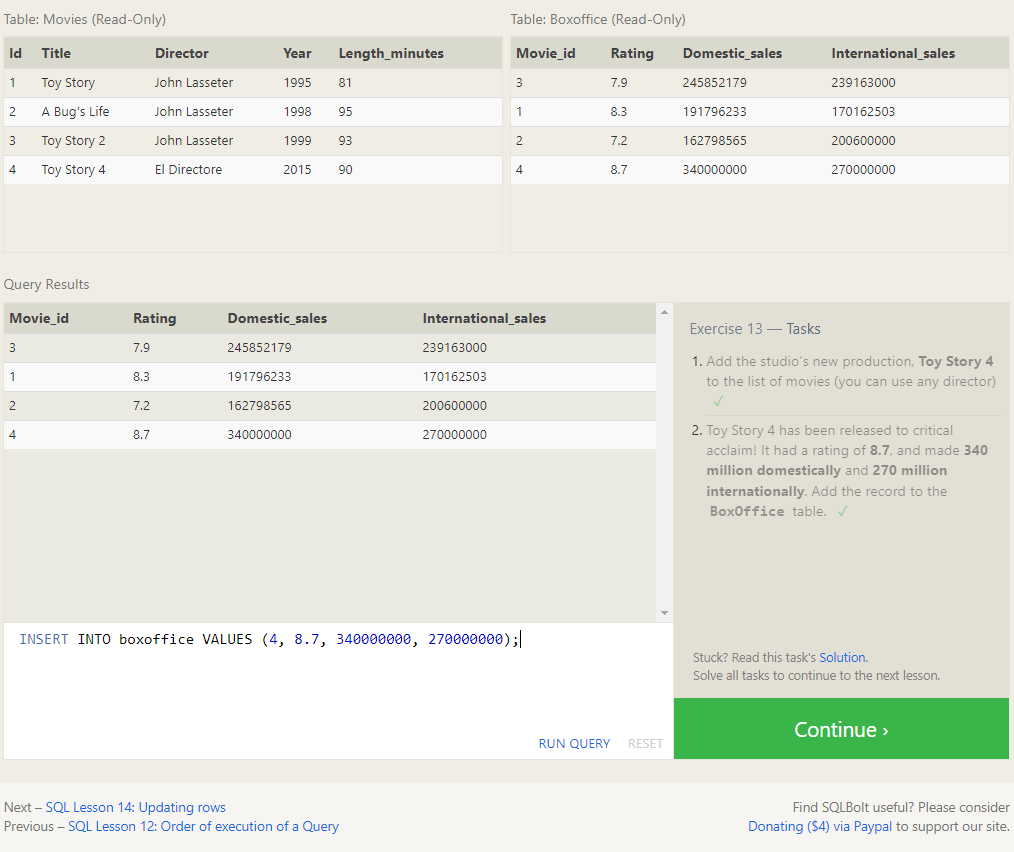 Table: Movies (Read-Only)
Id Title Director Year Length_minutes
1 Toy Story John Lasseter 1995 81
2 A Bug's Life John Lasseter 1998 95
3 Toy Story 2 John Lasseter 1999 93
4 Toy Story 4 El Directore 2015 90
Table: Boxoffice (Read-Only)
Movie_id Rating Domestic_sales International_sales
3 7.9 245852179 239163000
1 8.3 191796233 170162503
2 7.2 162798565 200600000
4 8.7 340000000 270000000
Query Results
Movie_id Rating Domestic_sales International_sales
3 7.9 245852179 239163000
1 8.3 191796233 170162503
2 7.2 162798565 200600000
4 8.7 340000000 270000000
INSERT INTO boxoffice VALUES (4, 8.7, 340000000, 270000000);
RUN QUERY RESET
Exercise 13 — Tasks
1. Add the studio's new production, Toy Story 4
to the list of movies (you can use any director)
✓
2. Toy Story 4 has been released to critical
acclaim! It had a rating of 8.7, and made 340
million domestically and 270 million
internationally. Add the record to the
BoxOffice table. ✓
Stuck? Read this task's Solution.
Solve all tasks to continue to the next lesson.
Continue ›
Next – SQL Lesson 14: Updating rows
Previous – SQL Lesson 12: Order of execution of a Query
Find SQLBolt useful? Please consider
Donating ($4) via Paypal to support our site.